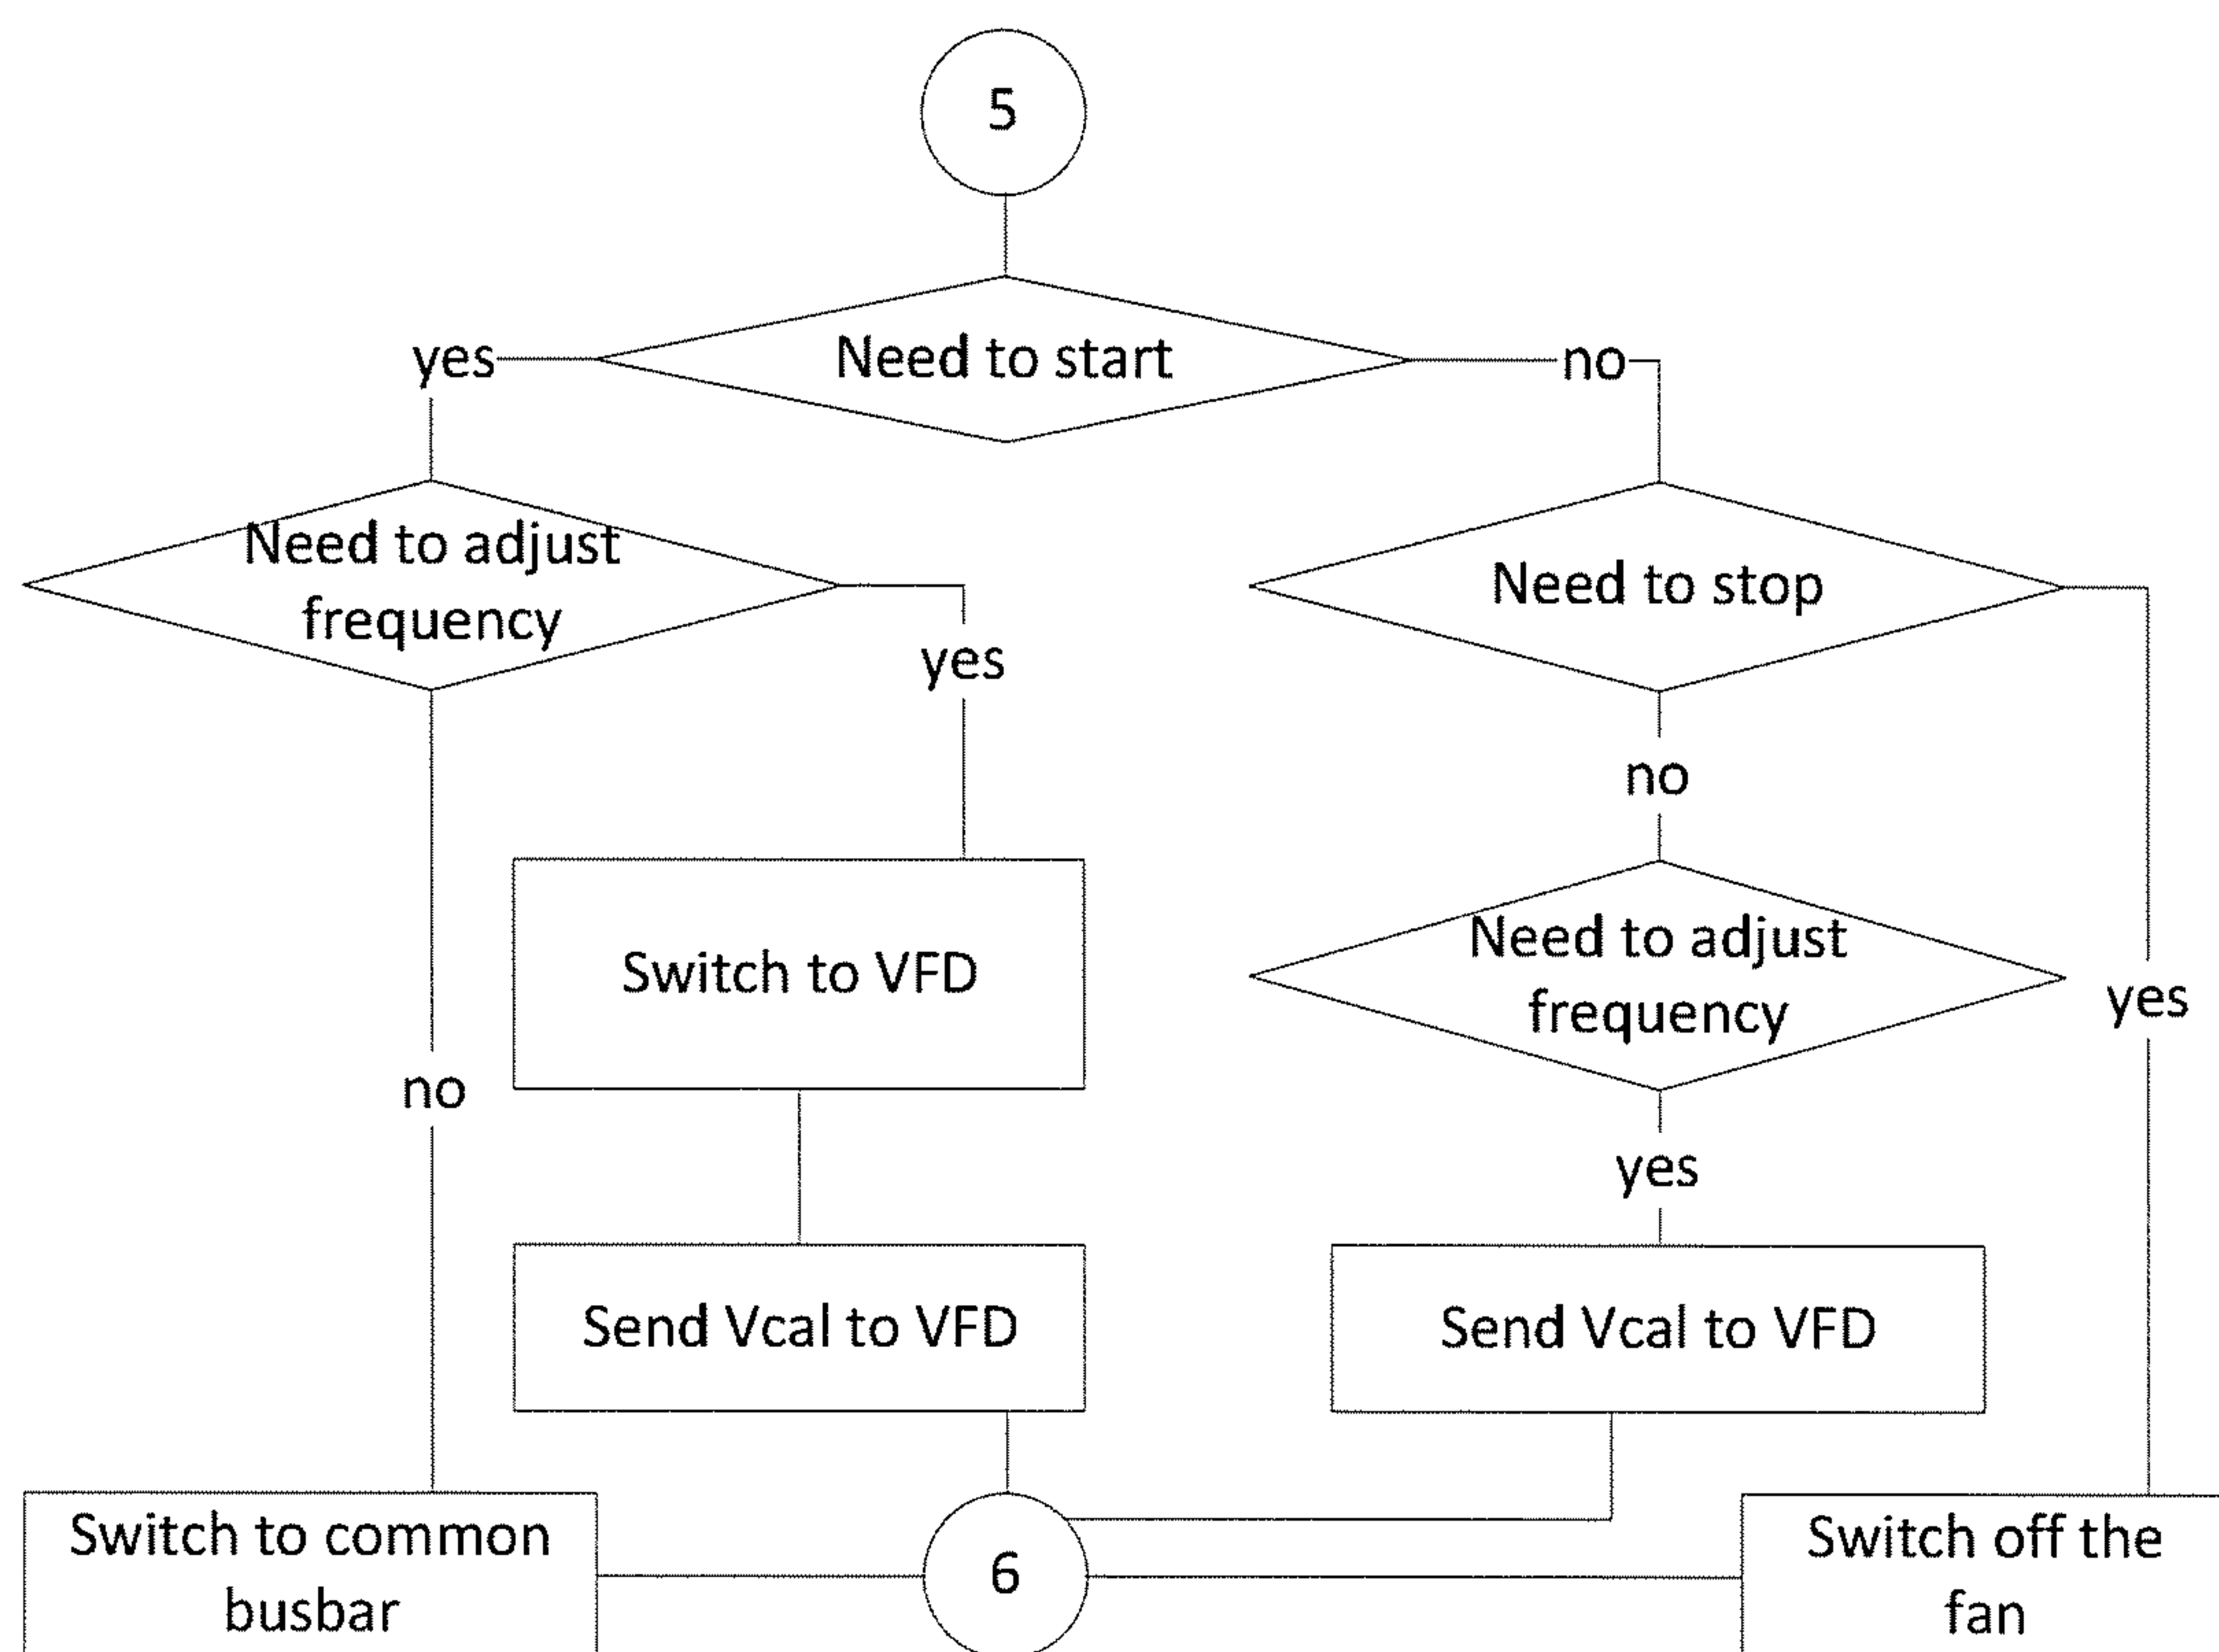 5
Need to start
yes
no
Need to adjust
frequency
yes
Need to stop
no
Switch to VFD
Need to adjust
frequency
yes
no
yes
Send Vcal to VFD
Send Vcal to VFD
Switch to common
busbar
6
Switch off the
fan